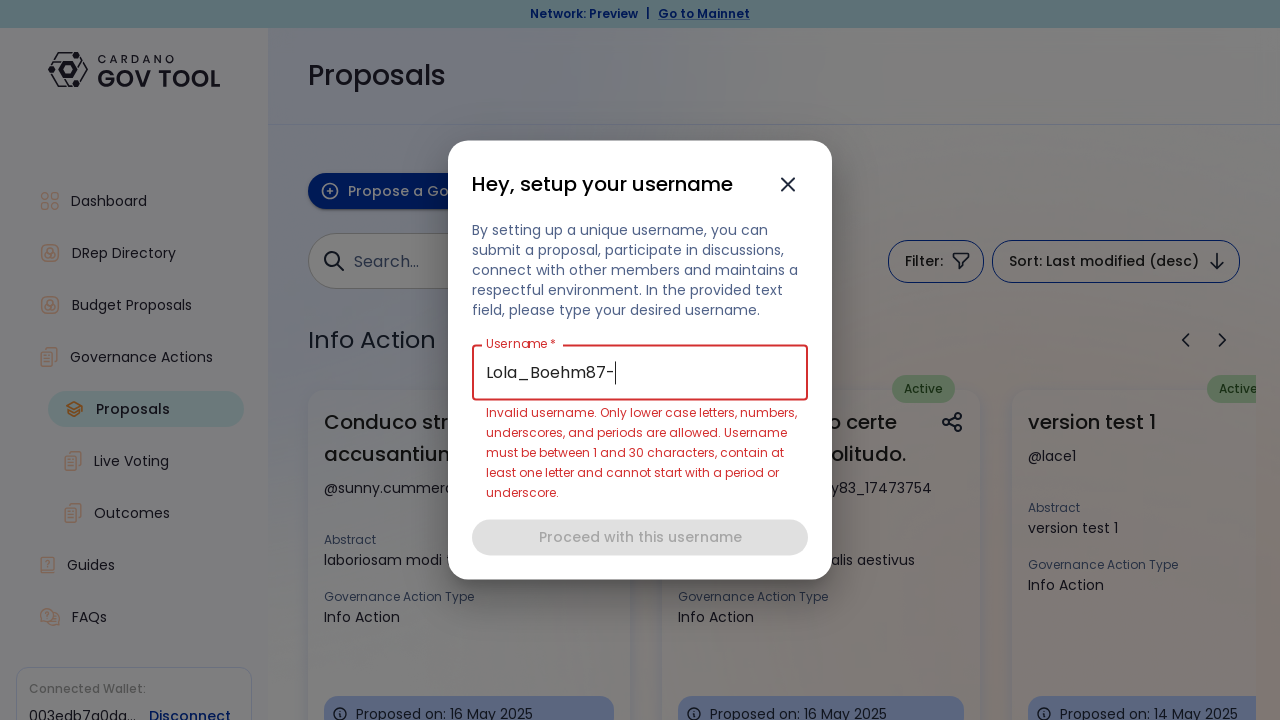 Network: Preview | Go to Mainnet
CARDANO
GOV TOOL
Proposals
Dashboard
DRep Directory
Budget Proposals
Governance Actions
Proposals
Live Voting
Outcomes
Guides
FAQs
Connected Wallet:
003edb7a0da... Disconnect
Propose a Go
Search...
Filter:
Sort: Last modified (desc)
Info Action
Hey, setup your username
By setting up a unique username, you can
submit a proposal, participate in discussions,
connect with other members and maintains a
respectful environment. In the provided text
field, please type your desired username.
Username *
Lola_Boehm87-
Invalid username. Only lower case letters, numbers,
underscores, and periods are allowed. Username
must be between 1 and 30 characters, contain at
least one letter and cannot start with a period or
underscore.
Proceed with this username
Conduco
accusantium
@sunny.cummer
Abstract
laboriosam modi
Governance Action Type
Info Action
Proposed on: 16 May 2025
Active
certe
y83_17473754
alis aestivus
Governance Action Type
Info Action
Proposed on: 16 May 2025
Active
version test 1
@lace1
Abstract
version test 1
Governance Action Type
Info Action
Proposed on: 14 May 2025